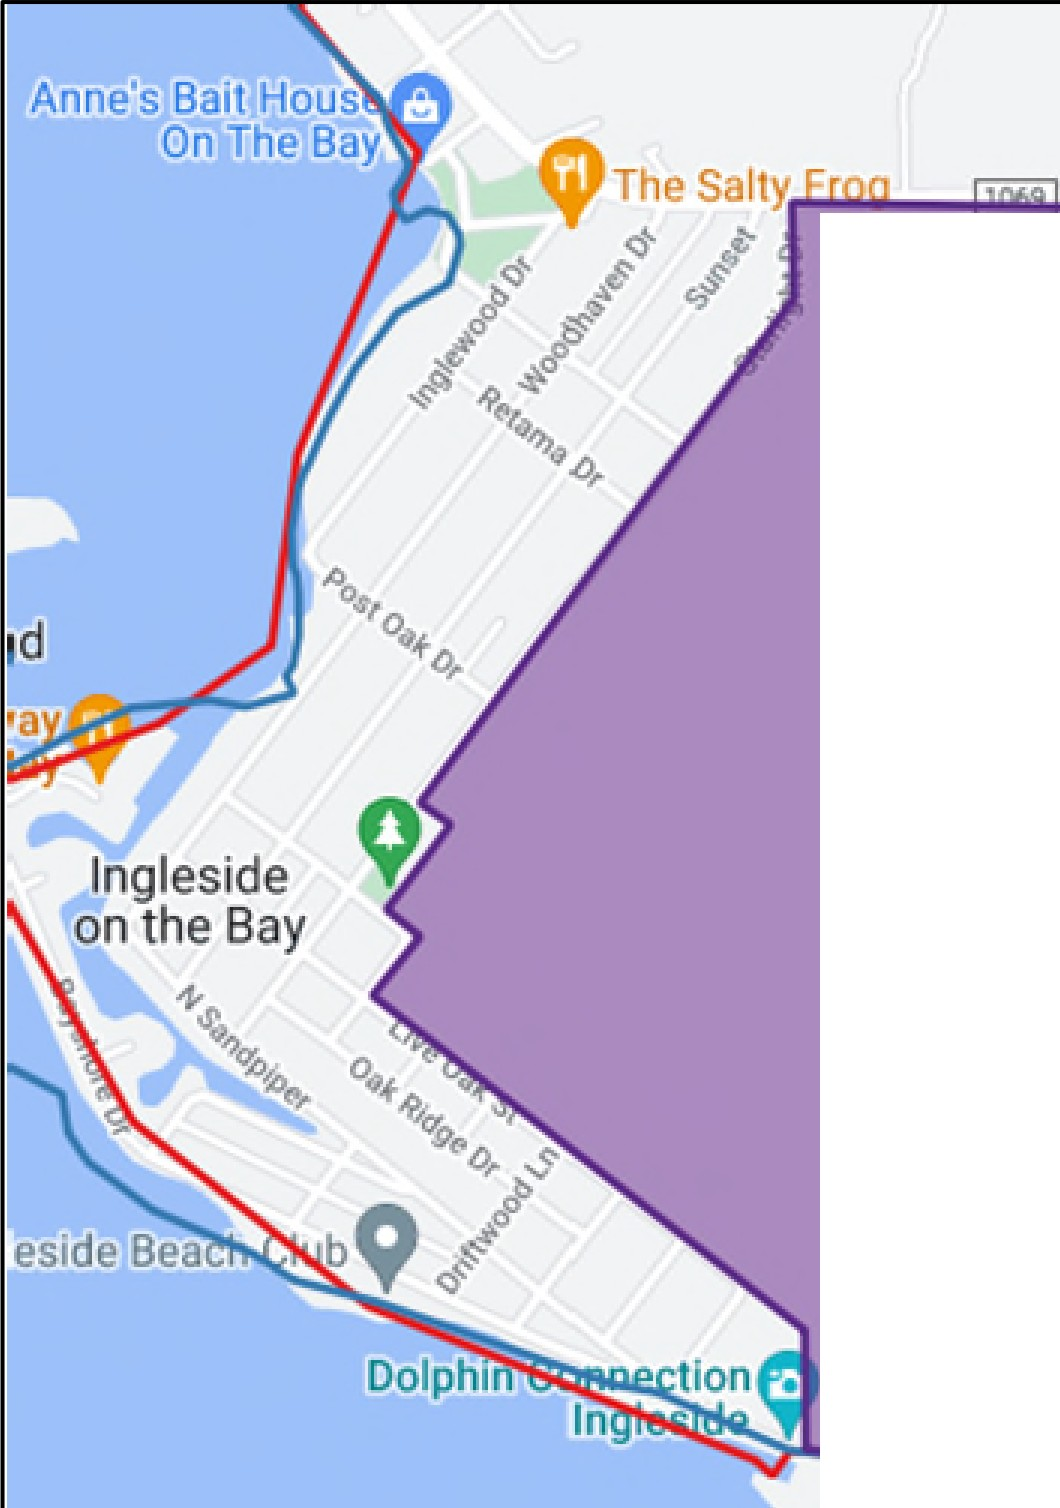 Anne's Bait House
On The Bay
The Salty Frog
1069
Inglewood Dr
Woodhaven Dr
Sunset
Starlight Dr
Retama Dr
Post Oak Dr
Ingleside
on the Bay
Bayshore Dr
N Sandpiper
Live Oak St
Oak Ridge Dr
Driftwood Ln
eside Beach Club
Dolphin Connection
Ingleside